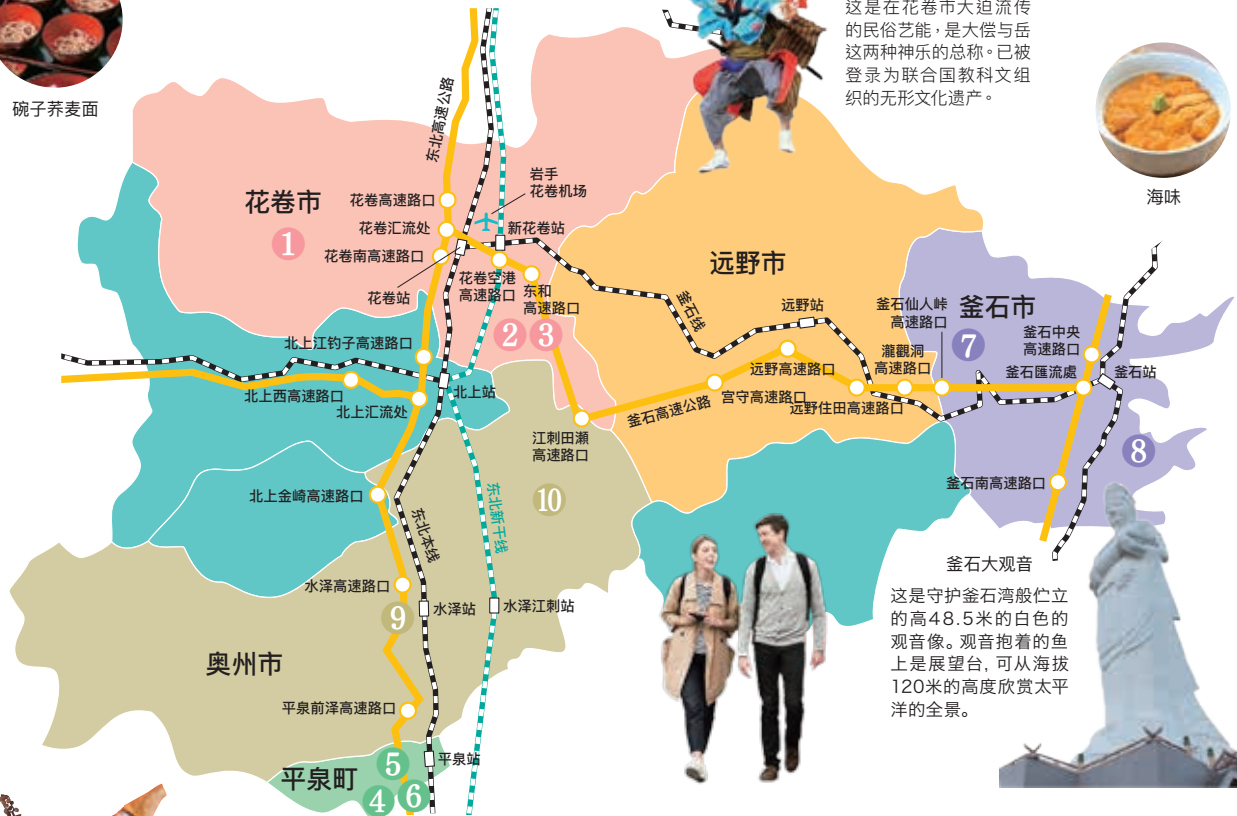 碗子荞麦面
这是在花卷市大迫流传
的民俗艺能，是大偿与岳
这两种神乐的总称。已被
登录为联合国教科文组
织的无形文化遗产。
海味
东北高速公路
花卷市
1
花卷高速路口
花卷汇流处
花卷南高速路口
花卷站
岩手
花卷机场
新花卷站
花卷空港
高速路口
东和
高速路口
2
3
远野市
釜石线
远野站
釜石仙人峠
高速路口
釜石市
7
瀧觀洞
高速路口
釜石中央
高速路口
釜石匯流處
釜石站
北上江钓子高速路口
北上西高速路口
北上汇流处
北上站
远野高速路口
宫守高速路口
远野住田高速路口
釜石高速公路
江刺田瀬
高速路口
10
8
釜石南高速路口
北上金崎高速路口
东北本线
东北新干线
水泽高速路口
9
水泽站
水泽江刺站
奥州市
平泉前泽高速路口
平泉站
平泉町
5
4
6
釜石大观音
这是守护釜石湾般伫立
的高48.5米的白色的
观音像。观音抱着的鱼
上是展望台，可从海拔
120米的高度欣赏太平
洋的全景。